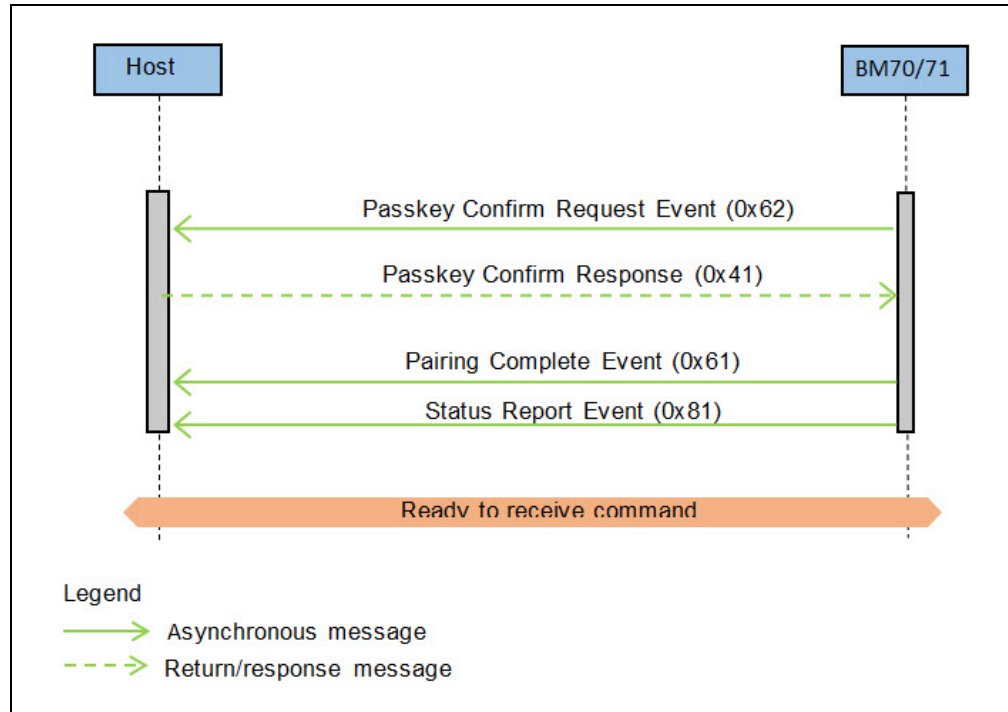 Host
BM70/71
Passkey Confirm Request Event (0x62)
Passkey Confirm Response (0x41)
Pairing Complete Event (0x61)
Status Report Event (0x81)
Ready to receive command
Legend
Asynchronous message
Return/response message